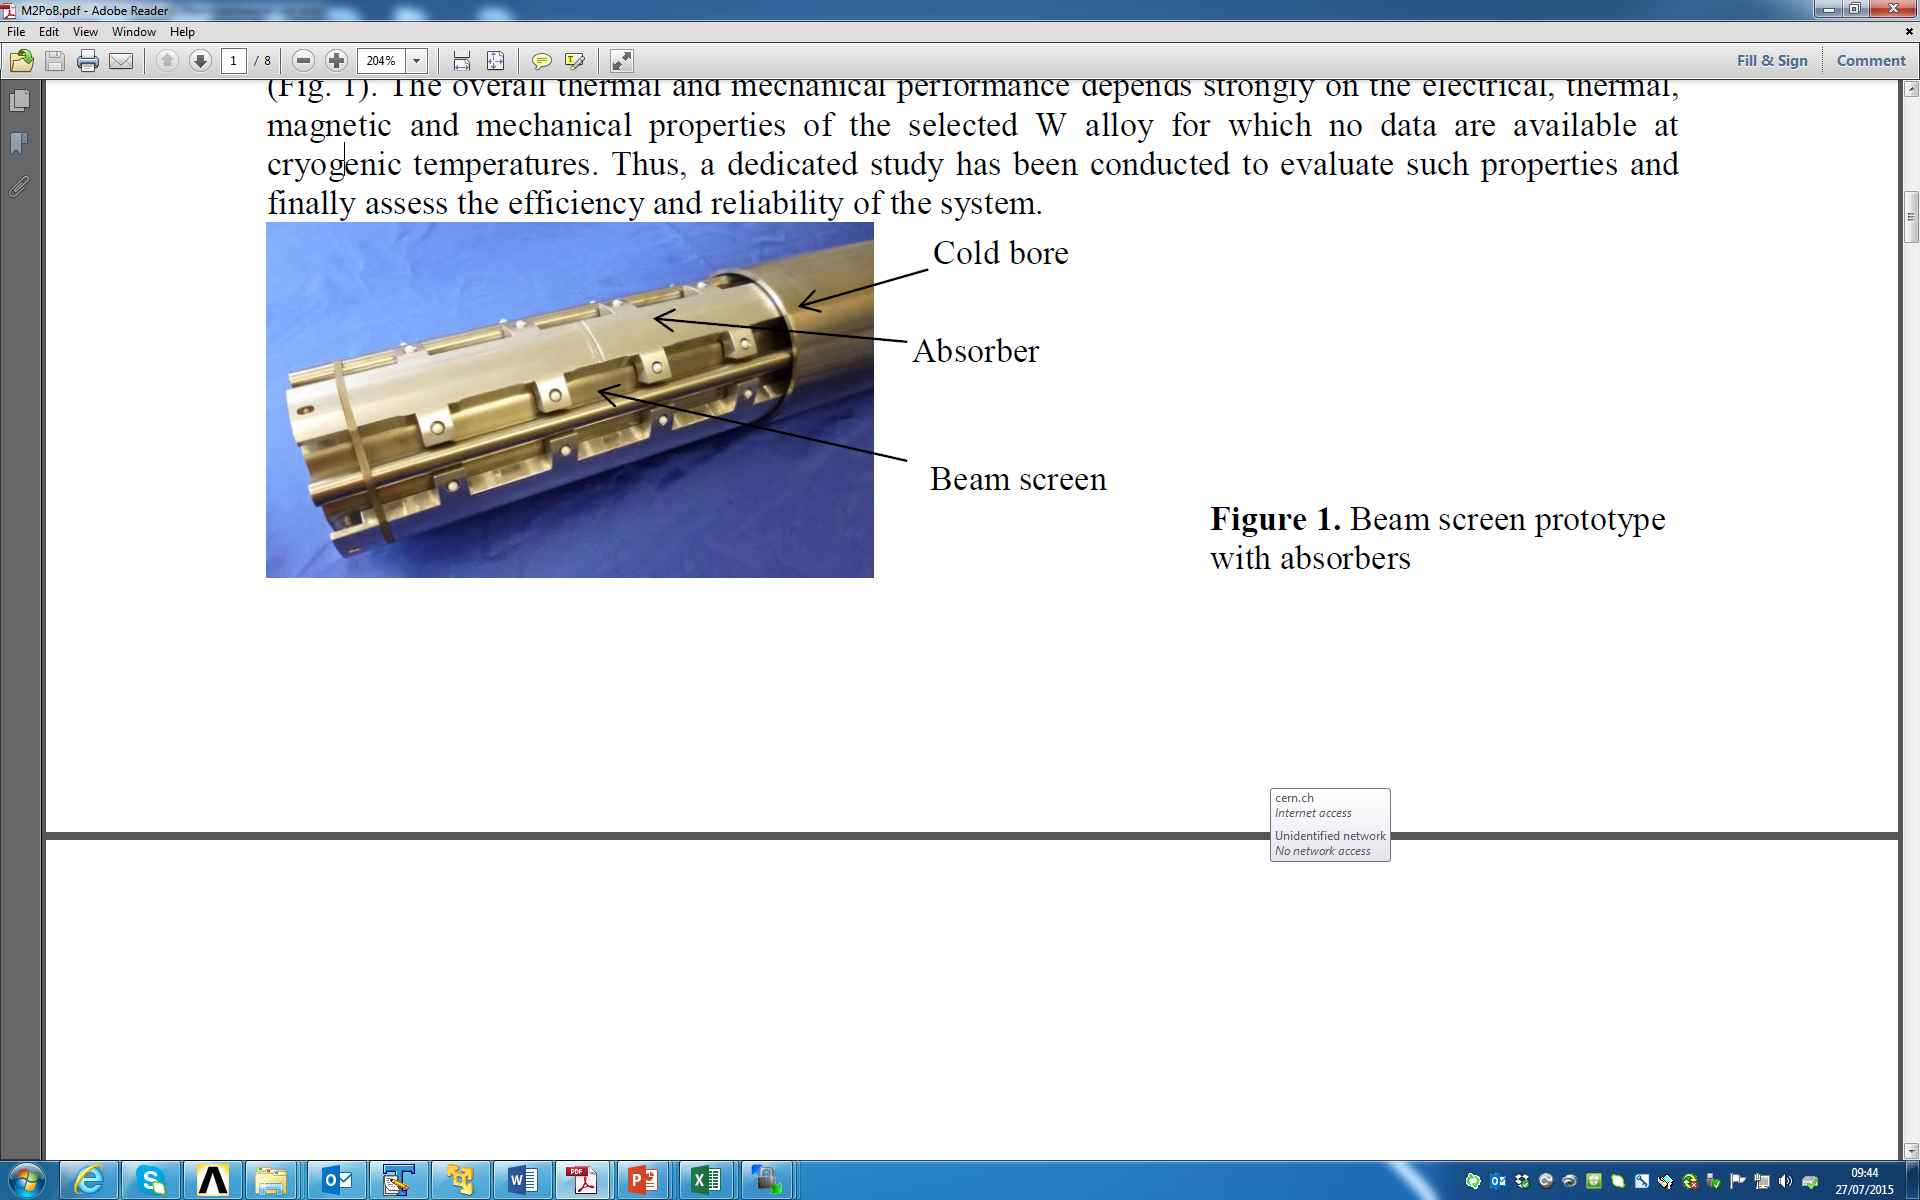 M2PoB.pdf - Adobe Reader
File Edit View Window Help
1 / 8 204% Fill & Sign Comment
(Fig. 1). The overall thermal and mechanical performance depends strongly on the electrical, thermal,
magnetic and mechanical properties of the selected W alloy for which no data are available at
cryogenic temperatures. Thus, a dedicated study has been conducted to evaluate such properties and
finally assess the efficiency and reliability of the system.
Cold bore
Absorber
Beam screen
Figure 1. Beam screen prototype
with absorbers
cern.ch
Internet access
Unidentified network
No network access
09:44
27/07/2015